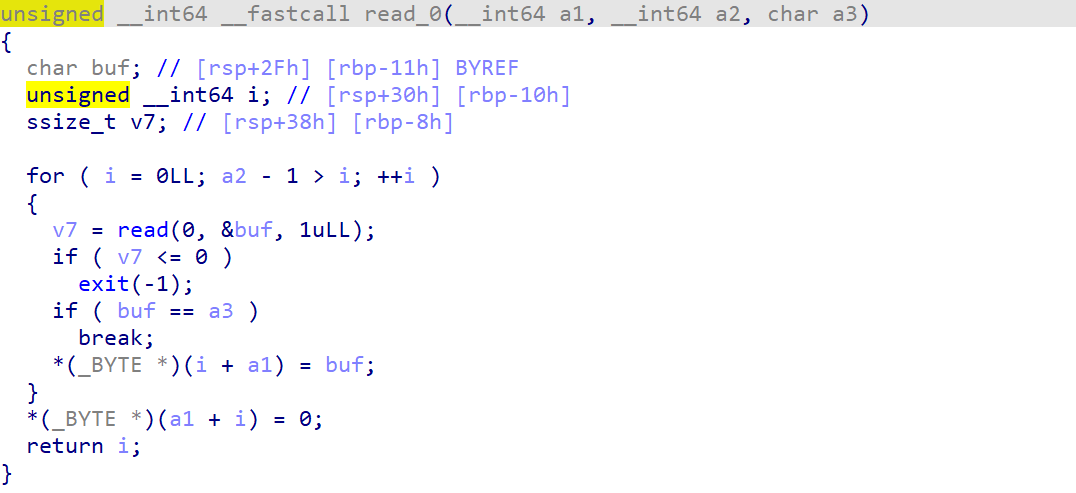 unsigned __int64 __fastcall read_0(__int64 a1, __int64 a2, char a3)
{
  char buf; // [rsp+2Fh] [rbp-11h] BYREF
  unsigned __int64 i; // [rsp+30h] [rbp-10h]
  ssize_t v7; // [rsp+38h] [rbp-8h]

  for ( i = 0LL; a2 - 1 > i; ++i )
  {
    v7 = read(0, &buf, 1uLL);
    if ( v7 <= 0 )
      exit(-1);
    if ( buf == a3 )
      break;
    *(_BYTE *)(i + a1) = buf;
  }
  *(_BYTE *)(a1 + i) = 0;
  return i;
}